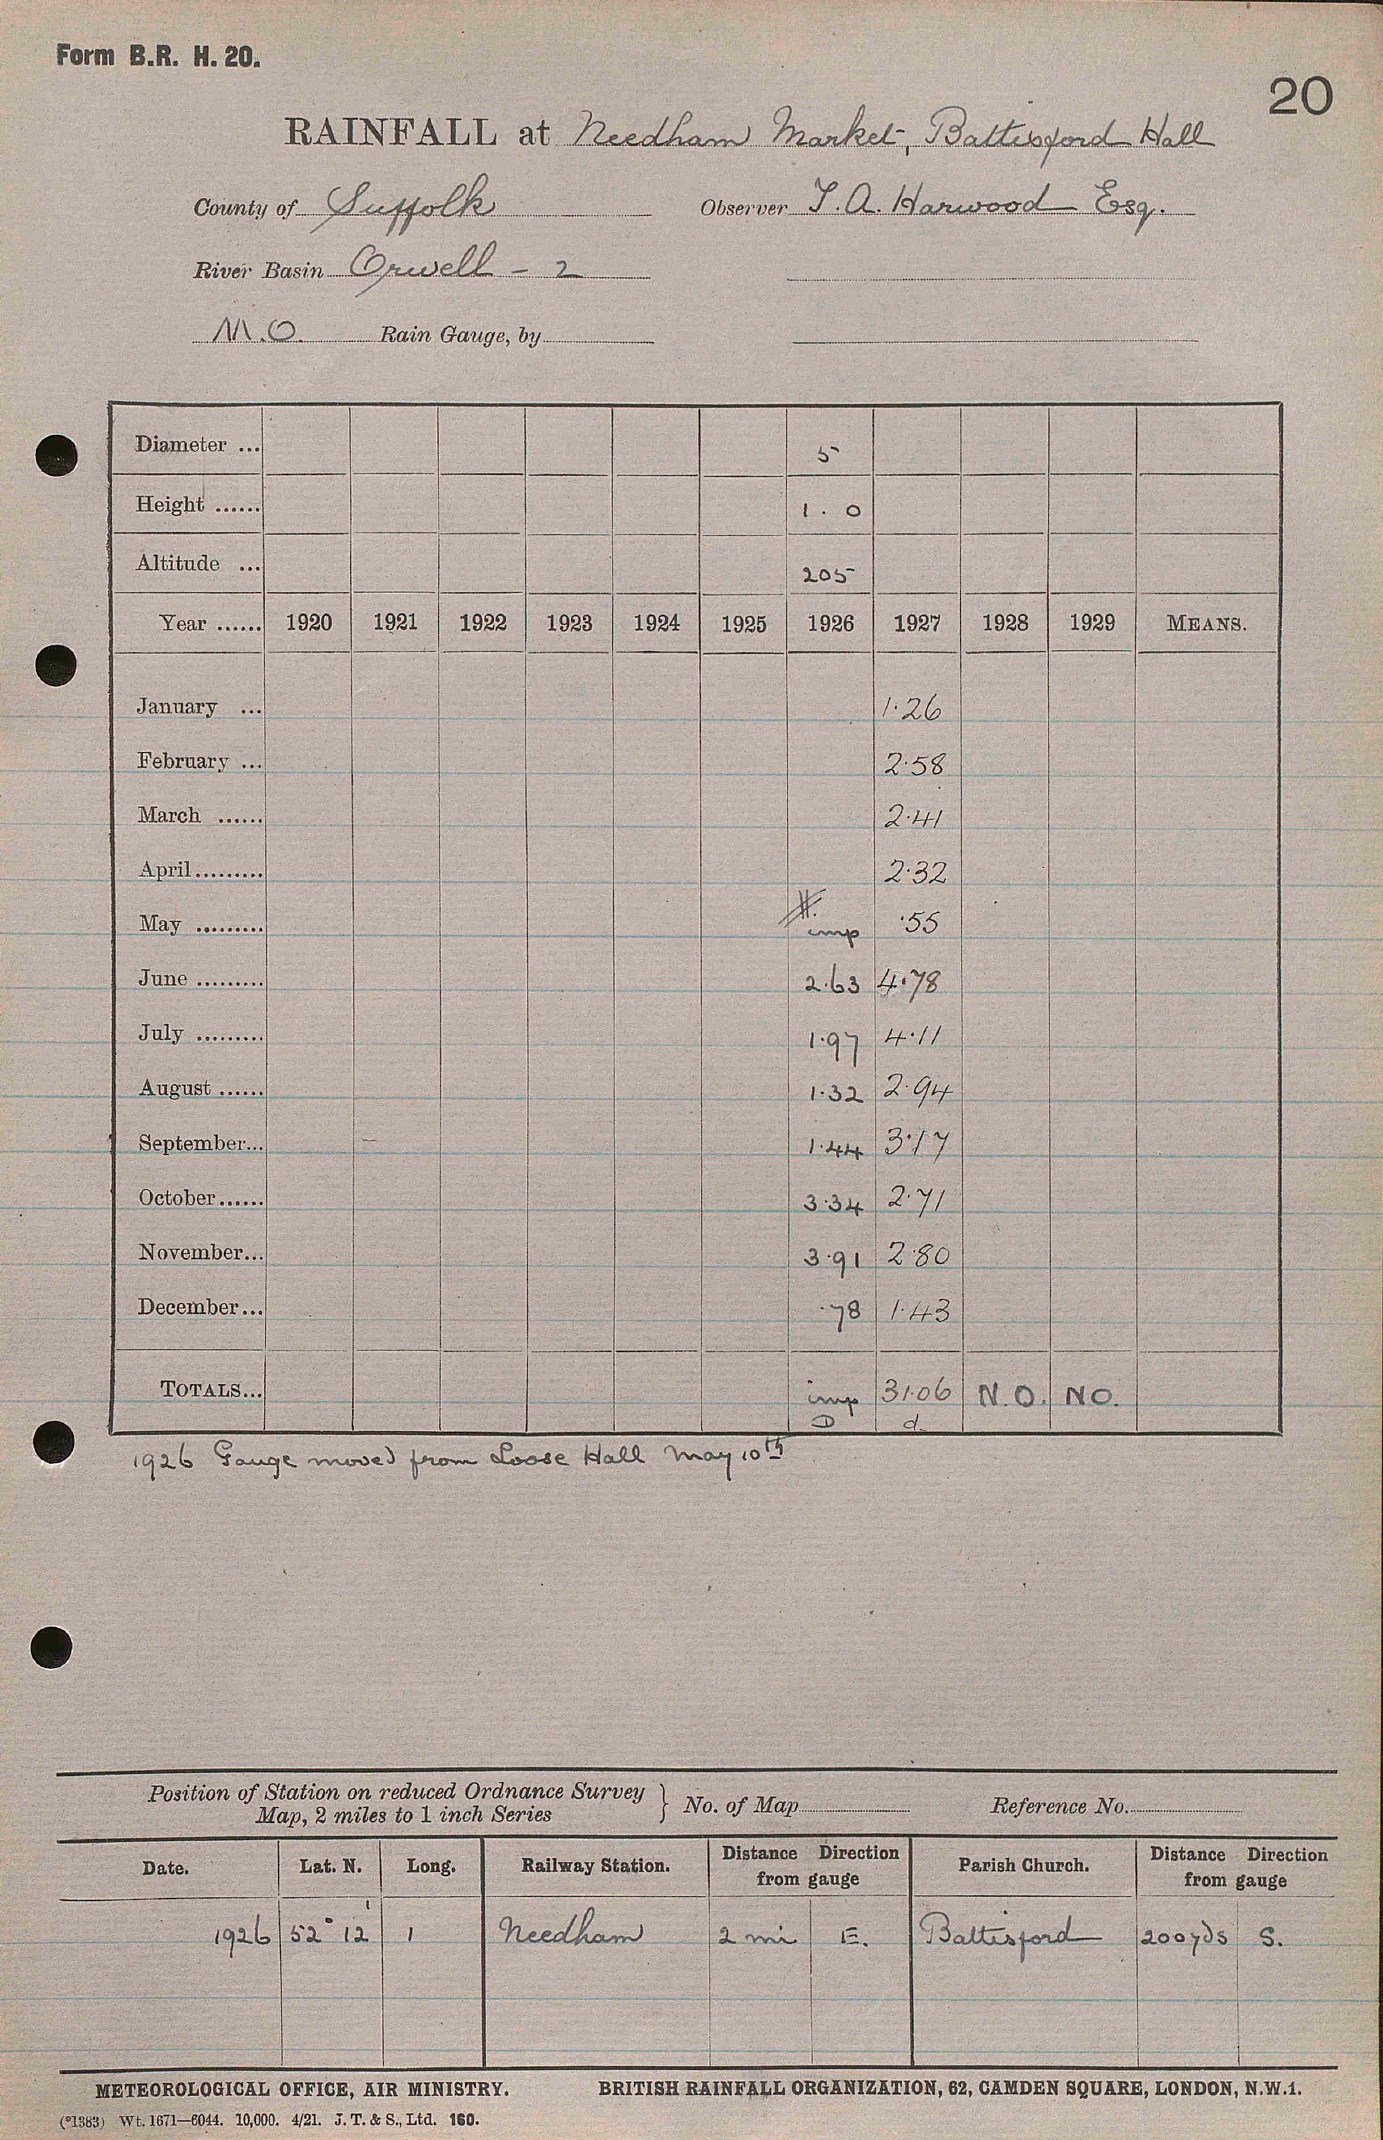 Form B.R. H. 20.
20
RAINFALL at Needham Market, Battisford Hall
County of Suffolk Observer T. A. Harwood Esq.
River Basin Orwell - 2
M.O. Rain Gauge, by
Diameter ... 5
Height ...... 1 . 0
Altitude ... 205
Year ...... 1920 1921 1922 1923 1924 1925 1926 1927 1928 1929 MEANS.
January ... 1.26
February ... 2.58
March ...... 2.41
April ......... 2.32
May ......... imp .55
June ......... 2.63 4.78
July ......... 1.97 4.11
August ...... 1.32 2.94
September... 1.44 3.17
October...... 3.34 2.71
November... 3.91 2.80
December... .78 1.43
TOTALS... imp 31.06 N.O. NO.
D d
1926 Gauge moved from Loose Hall May 10th
Position of Station on reduced Ordnance Survey
Map, 2 miles to 1 inch Series } No. of Map Reference No.
Date. Lat. N. Long. Railway Station. Distance Direction from gauge Parish Church. Distance Direction from gauge
1926 52° 12' 1 Needham 2 mi E. Battisford 200yds S.
METEOROLOGICAL OFFICE, AIR MINISTRY. BRITISH RAINFALL ORGANIZATION, 62, CAMDEN SQUARE, LONDON, N.W.1.
(*1383) Wt. 1671—6044. 10,000. 4/21. J. T. & S., Ltd. 160.